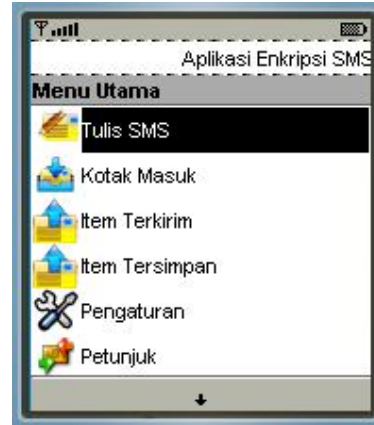 Aplikasi Enkripsi SMS
Menu Utama
Tulis SMS
Kotak Masuk
Item Terkirim
Item Tersimpan
Pengaturan
Petunjuk